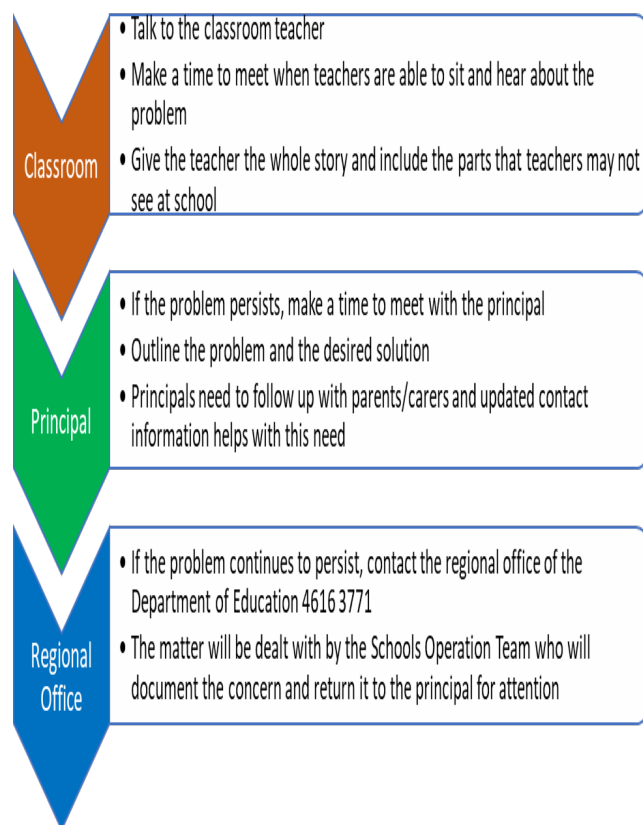 Classroom
• Talk to the classroom teacher
• Make a time to meet when teachers are able to sit and hear about the
problem
• Give the teacher the whole story and include the parts that teachers may not
see at school
Principal
• If the problem persists, make a time to meet with the principal
• Outline the problem and the desired solution
• Principals need to follow up with parents/carers and updated contact
information helps with this need
Regional
Office
• If the problem continues to persist, contact the regional office of the
Department of Education 4616 3771
• The matter will be dealt with by the Schools Operation Team who will
document the concern and return it to the principal for attention